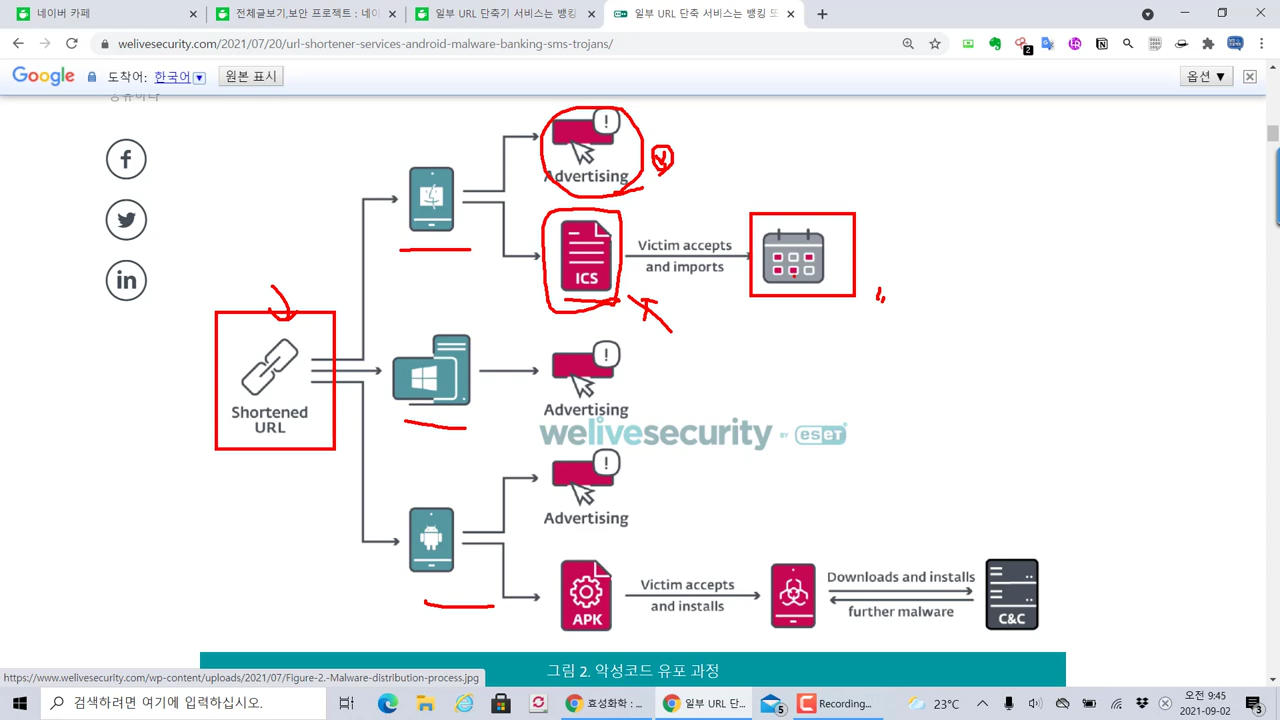 네이버 카페
전체글보기,보안 프로젝트 - 네이
일부 URL 단축기 서비스는 뱅킹
일부 URL 단축 서비스는 뱅킹 또
welivesecurity.com/2021/07/20/url-shortener-services-android-malware-banking-sms-trojans/
2
Google 도착어: 한국어 ▼ 원본 표시 옵션 ▼
!
Advertising
ICS
Victim accepts
and imports
Shortened
URL
!
Advertising
welivesecurity BY eset
!
Advertising
APK
Victim accepts
and installs
Downloads and installs
further malware
C&C
그림 2. 악성코드 유포 과정
https://www.welivesecurity.com/wp-content/uploads/2021/07/Figure-2.-Malware-distribution-process.jpg
검색하려면 여기에 입력하십시오.
효성화학 : ...
일부 URL 단...
5
Recording...
23°C
오전 9:45
2021-09-02
3